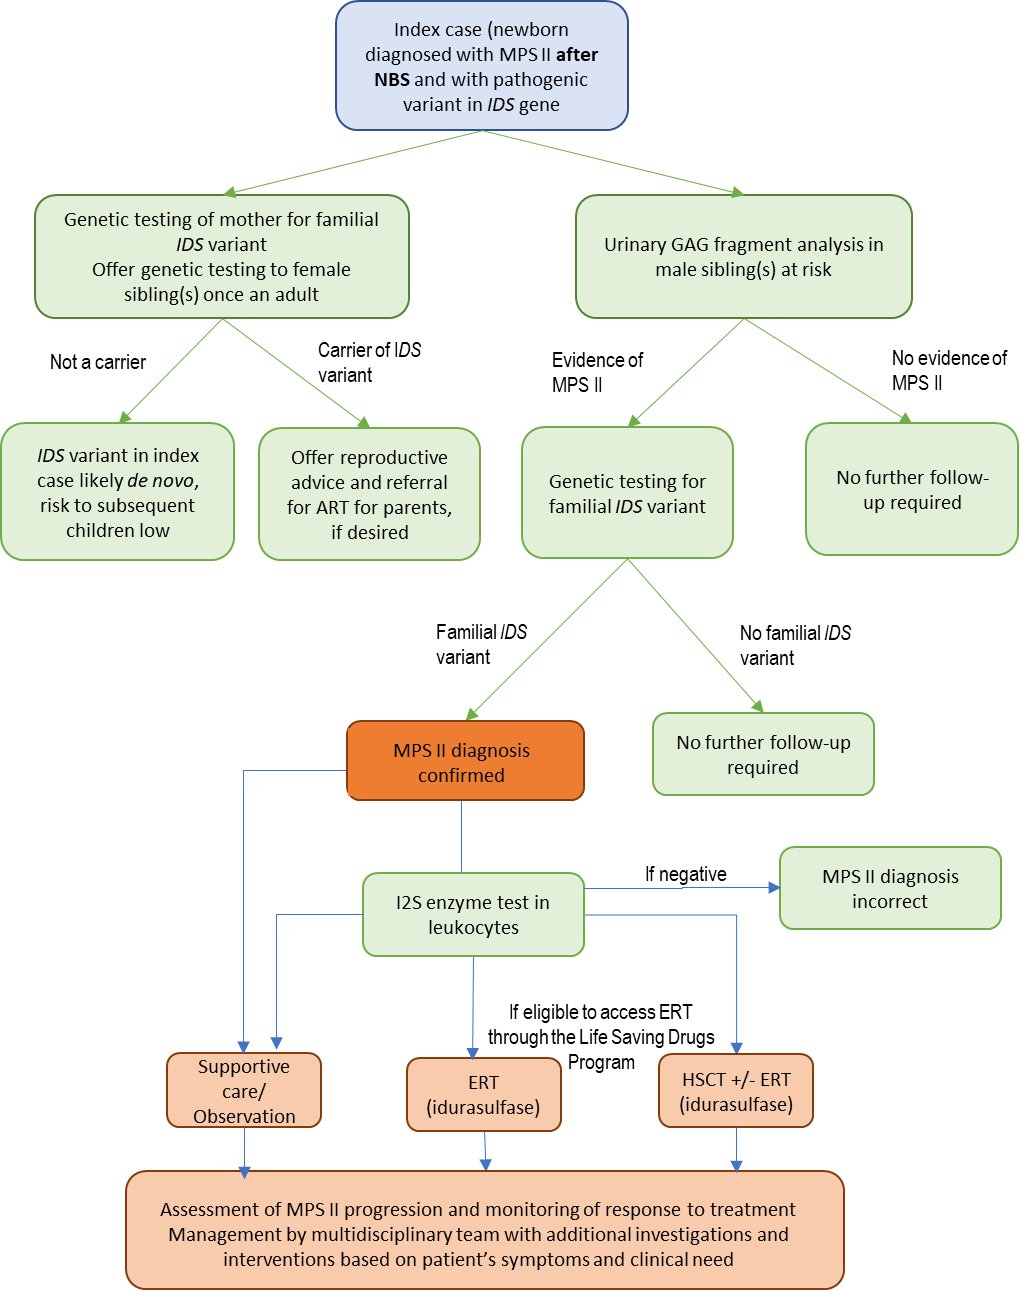 Index case (newborn
diagnosed with MPS II after
NBS and with pathogenic
variant in IDS gene
Genetic testing of mother for familial
IDS variant
Offer genetic testing to female
sibling(s) once an adult
Urinary GAG fragment analysis in
male sibling(s) at risk
Not a carrier
Carrier of IDS
variant
Evidence of
MPS II
No evidence of
MPS II
IDS variant in index
case likely de novo,
risk to subsequent
children low
Offer reproductive
advice and referral
for ART for parents,
if desired
Genetic testing for
familial IDS variant
No further follow-
up required
Familial IDS
variant
No familial IDS
variant
MPS II diagnosis
confirmed
No further follow-up
required
I2S enzyme test in
leukocytes
If negative
MPS II diagnosis
incorrect
If eligible to access ERT
through the Life Saving Drugs
Program
Supportive
care/
Observation
ERT
(idurasulfase)
HSCT +/- ERT
(idurasulfase)
Assessment of MPS II progression and monitoring of response to treatment
Management by multidisciplinary team with additional investigations and
interventions based on patient's symptoms and clinical need